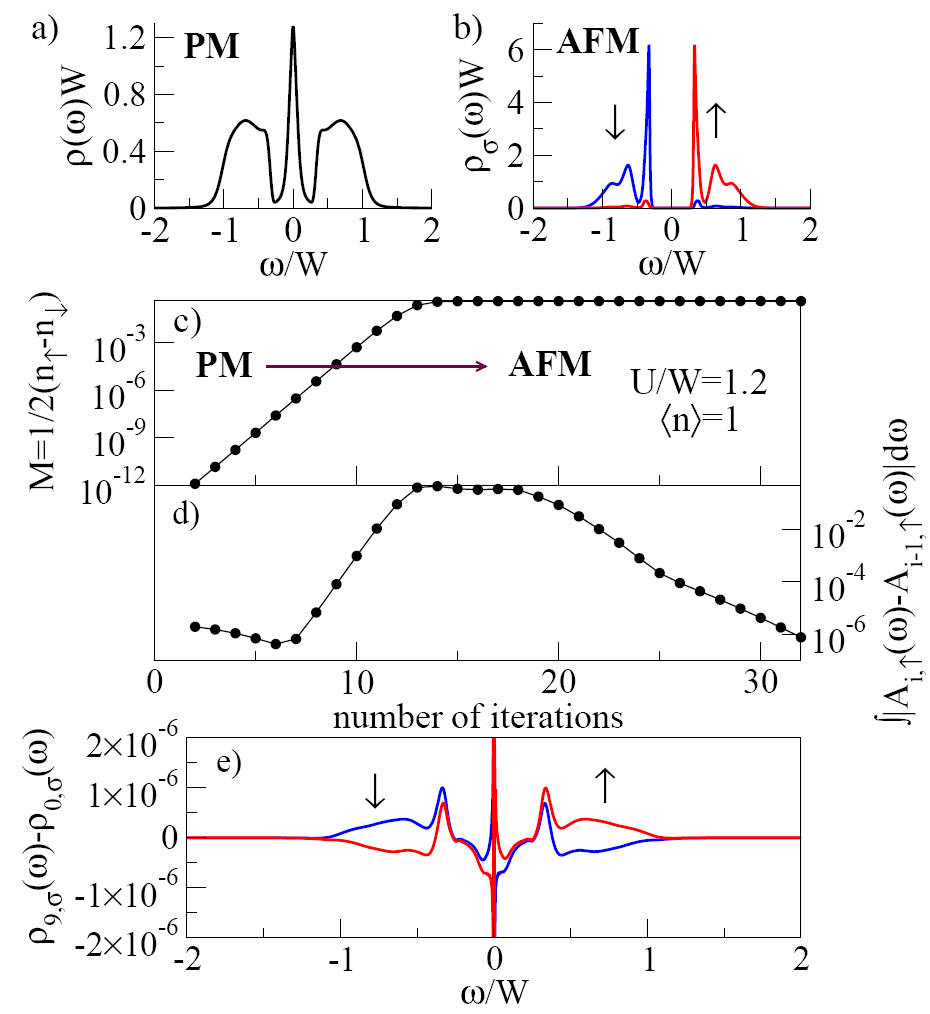 a) PM
1.2
0.8
0.4
0
ρ(ω)W
-2 -1 0 1 2
ω/W
b) AFM
6
4
2
0
ρσ(ω)W
↓ ↑
-2 -1 0 1 2
ω/W
c)
M=1/2(n↑-n↓)
10-3
10-6
10-9
10-12
PM AFM
U/W=1.2
⟨n⟩=1
d)
10-2
10-4
10-6
∫|Ai,↑(ω)-Ai-1,↑(ω)|dω
0 10 20 30
number of iterations
e)
2×10-6
1×10-6
0
-1×10-6
-2×10-6
ρ9,σ(ω)-ρ0,σ(ω)
↓ ↑
-2 -1 0 1 2
ω/W